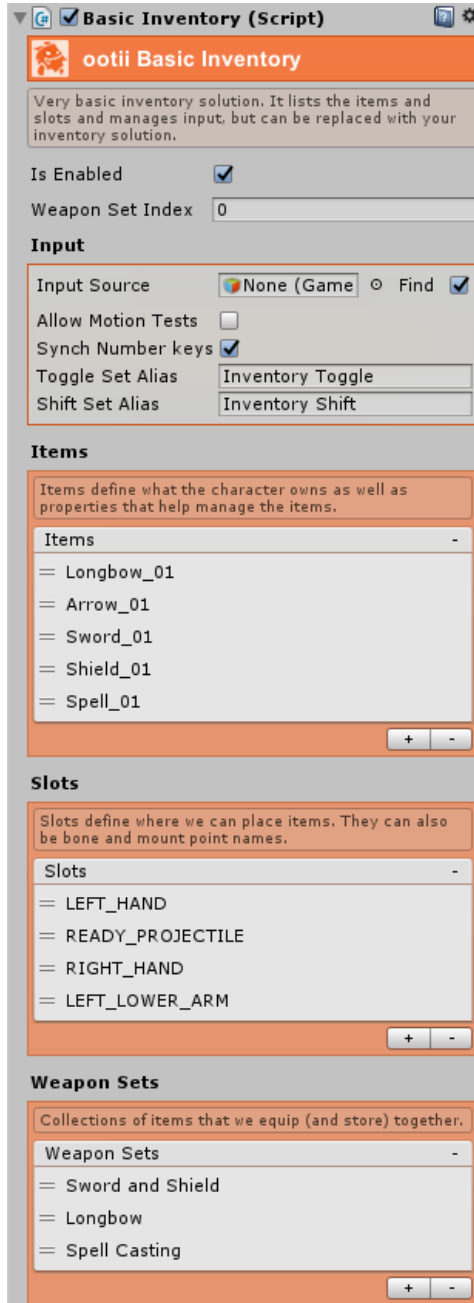 Basic Inventory (Script)
ootii Basic Inventory
Very basic inventory solution. It lists the items and
slots and manages input, but can be replaced with your
inventory solution.
Is Enabled
Weapon Set Index 0
Input
Input Source None (Game Find
Allow Motion Tests
Synch Number keys
Toggle Set Alias Inventory Toggle
Shift Set Alias Inventory Shift
Items
Items define what the character owns as well as
properties that help manage the items.
Items -
= Longbow_01
= Arrow_01
= Sword_01
= Shield_01
= Spell_01
+ -
Slots
Slots define where we can place items. They can also
be bone and mount point names.
Slots -
= LEFT_HAND
= READY_PROJECTILE
= RIGHT_HAND
= LEFT_LOWER_ARM
+ -
Weapon Sets
Collections of items that we equip (and store) together.
Weapon Sets -
= Sword and Shield
= Longbow
= Spell Casting
+ -